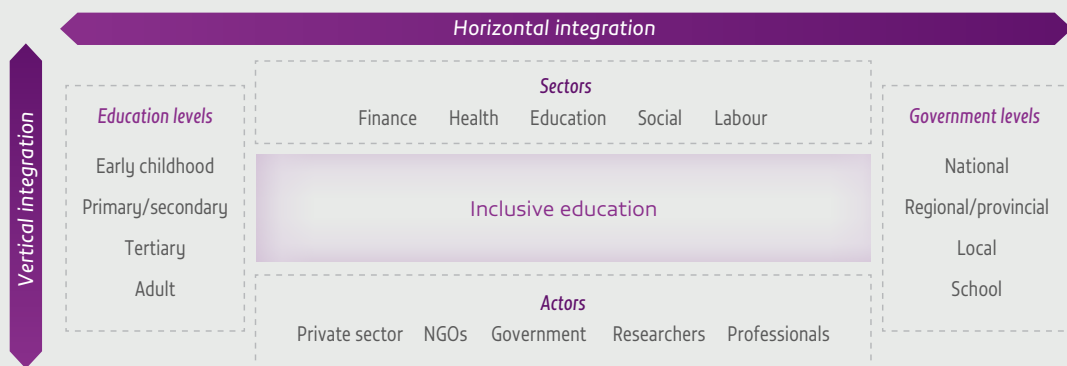 Horizontal integration
Vertical integration
Education levels
Early childhood
Primary/secondary
Tertiary
Adult
Sectors
Finance Health Education Social Labour
Inclusive education
Actors
Private sector NGOs Government Researchers Professionals
Government levels
National
Regional/provincial
Local
School